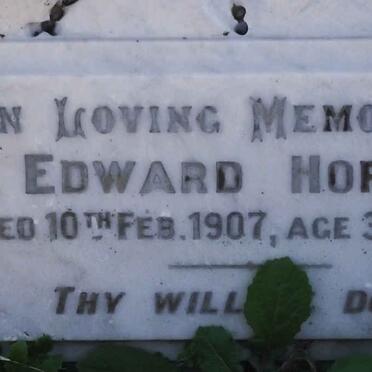 N LOVING MEMO
EDWARD HO
ED 10TH FEB. 1907, AGE 3
THY WILL D